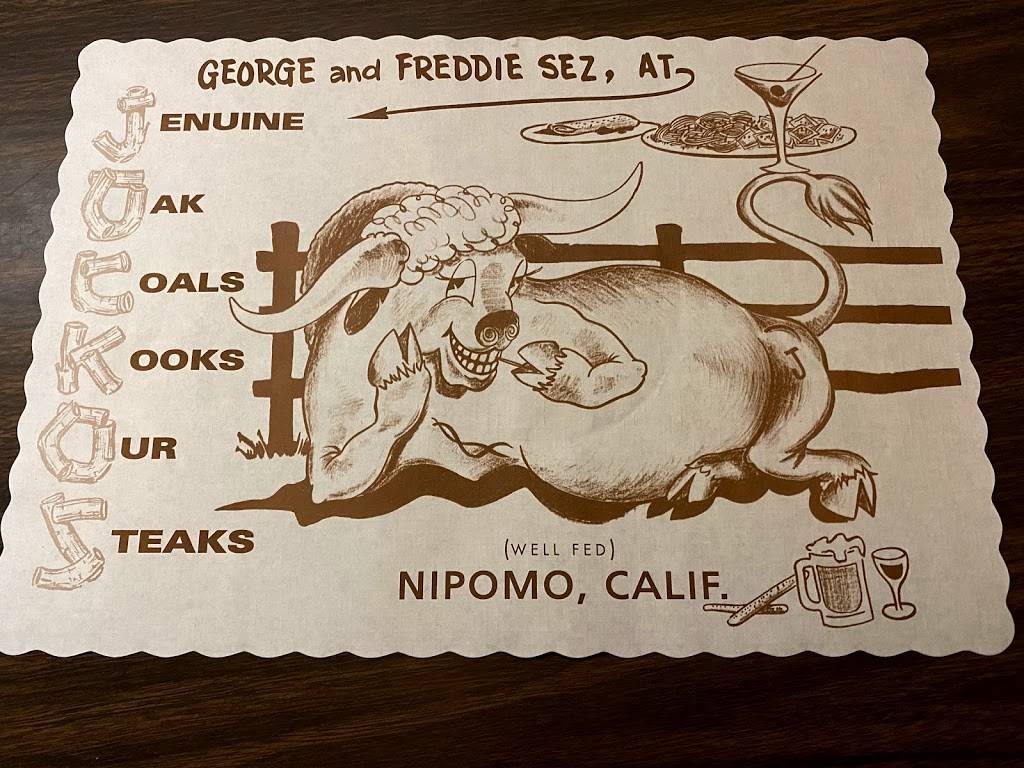 GEORGE and FREDDIE SEZ, AT
JENUINE
OAK
COALS
KOOKS
OUR
STEAKS
(WELL FED)
NIPOMO, CALIF.